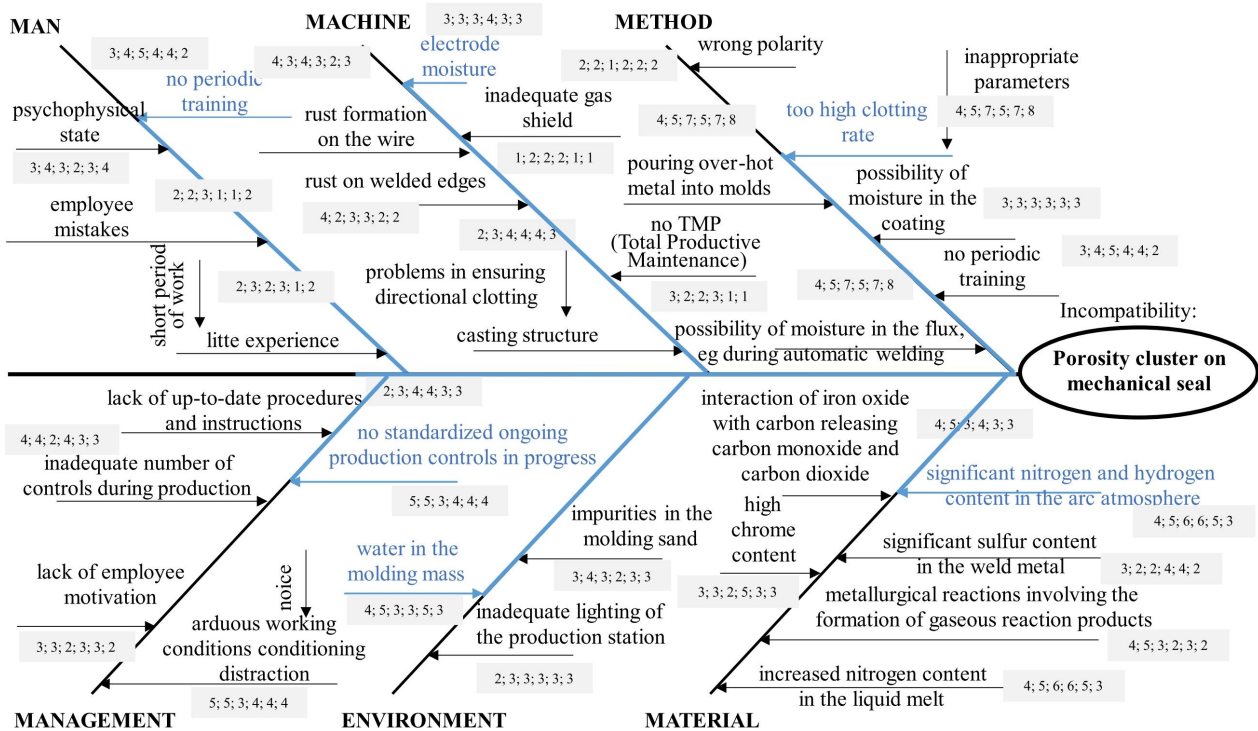 MAN
MACHINE
METHOD
3; 4; 5; 4; 4; 2
no periodic
training
psychophysical
state
3; 4; 3; 2; 3; 4
2; 2; 3; 1; 1; 2
employee
mistakes
short period
of work
2; 3; 2; 3; 1; 2
litte experience
3; 3; 3; 4; 3; 3
4; 3; 4; 3; 2; 3
electrode
moisture
rust formation
on the wire
inadequate gas
shield
1; 2; 2; 2; 1; 1
rust on welded edges
4; 2; 3; 3; 2; 2
2; 3; 4; 4; 4; 3
no TMP
(Total Productive
Maintenance)
3; 2; 2; 3; 1; 1
problems in ensuring
directional clotting
casting structure
wrong polarity
2; 2; 1; 2; 2; 2
inappropriate
parameters
4; 5; 7; 5; 7; 8
too high clotting
rate
4; 5; 7; 5; 7; 8
pouring over-hot
metal into molds
possibility of
moisture in the
coating
3; 3; 3; 3; 3; 3
no periodic
training
3; 4; 5; 4; 4; 2
4; 5; 7; 5; 7; 8
possibility of moisture in the flux,
eg during automatic welding
Incompatibility:
Porosity cluster on
mechanical seal
2; 3; 4; 4; 3; 3
lack of up-to-date procedures
and instructions
4; 4; 2; 4; 3; 3
no standardized ongoing
production controls in progress
5; 5; 3; 4; 4; 4
inadequate number of
controls during production
lack of employee
motivation
3; 3; 2; 3; 3; 2
noice
arduous working
conditions conditioning
distraction
5; 5; 3; 4; 4; 4
water in the
molding mass
4; 5; 3; 3; 5; 3
impurities in the
molding sand
3; 4; 3; 2; 3; 3
inadequate lighting of
the production station
2; 3; 3; 3; 3; 3
interaction of iron oxide
with carbon releasing
carbon monoxide and
carbon dioxide
4; 5; 3; 4; 3; 3
significant nitrogen and hydrogen
content in the arc atmosphere
4; 5; 6; 6; 5; 3
high
chrome
content
3; 3; 2; 5; 3; 3
significant sulfur content
in the weld metal
3; 2; 2; 4; 4; 2
metallurgical reactions involving the
formation of gaseous reaction products
4; 5; 3; 2; 3; 2
increased nitrogen content
in the liquid melt
4; 5; 6; 6; 5; 3
MANAGEMENT
ENVIRONMENT
MATERIAL